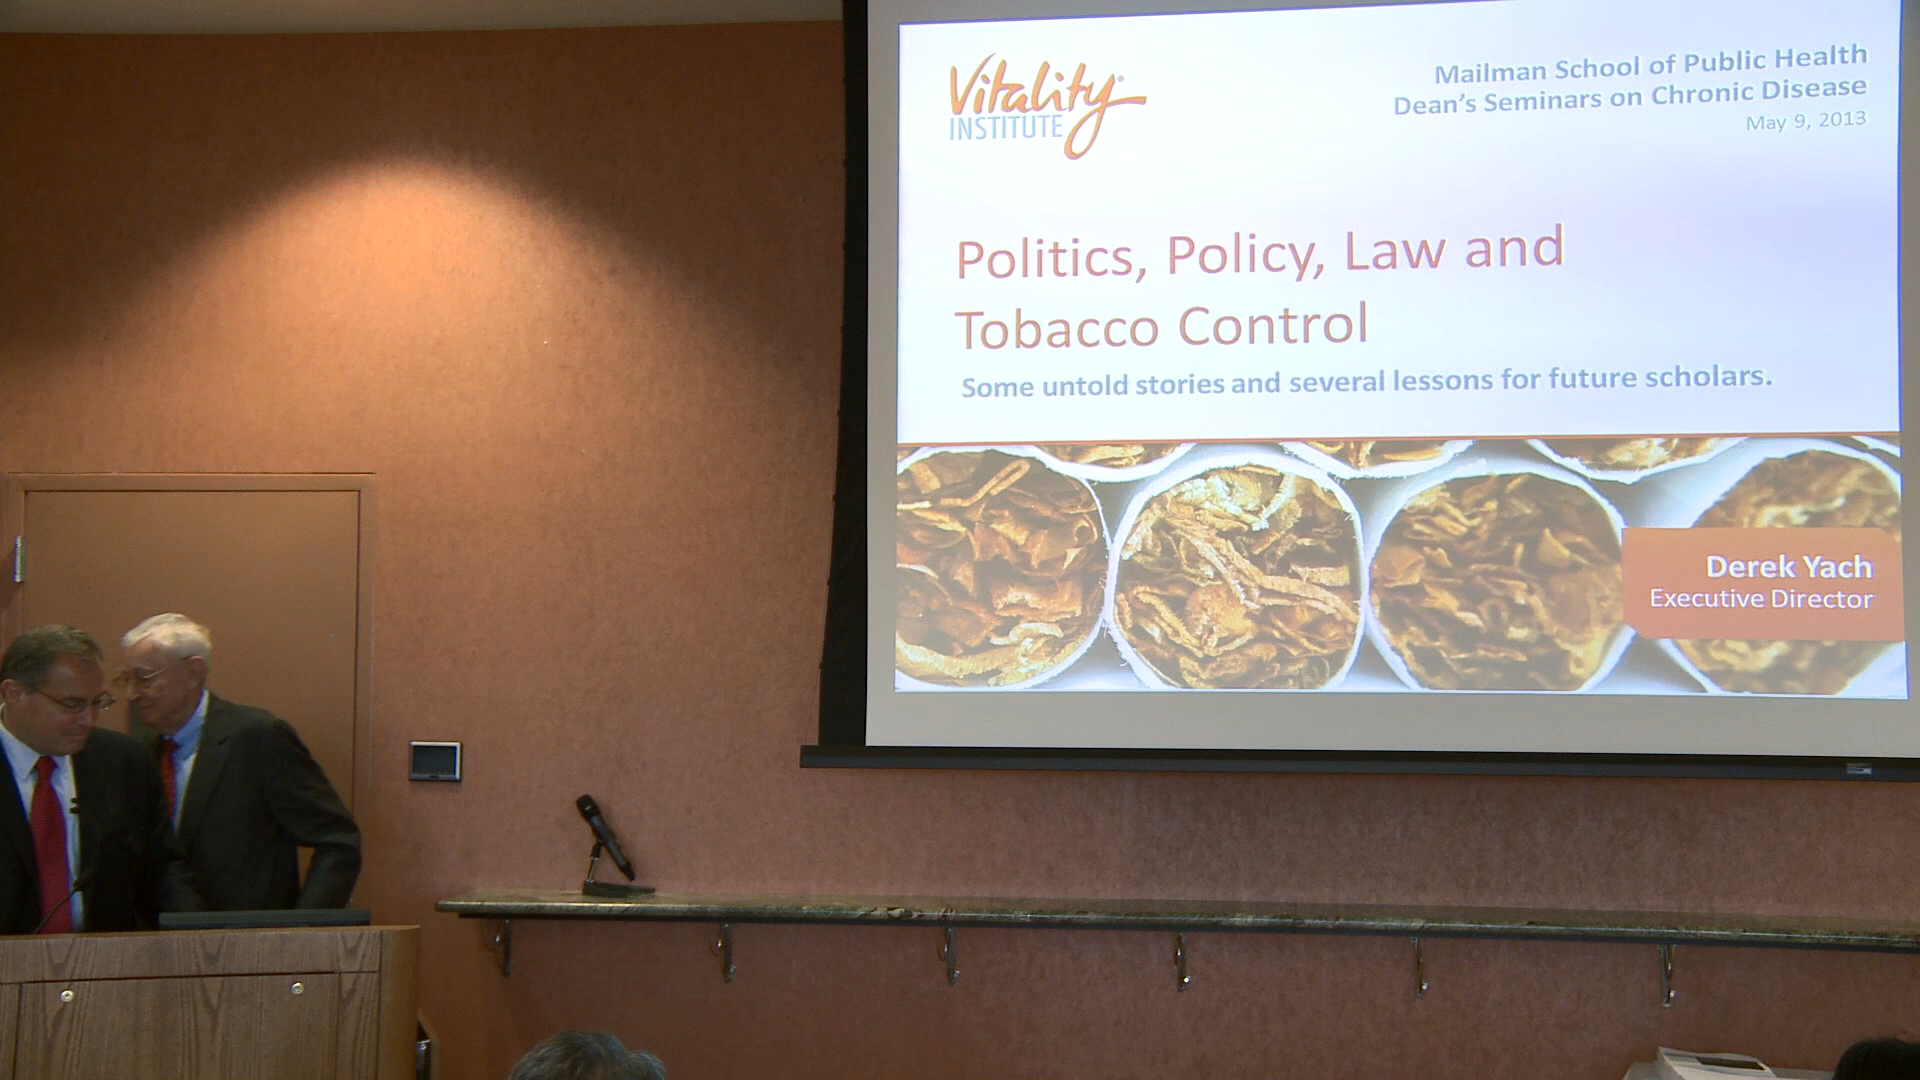 Vitality
INSTITUTE
Mailman School of Public Health
Dean's Seminars on Chronic Disease
May 9, 2013
Politics, Policy, Law and
Tobacco Control
Some untold stories and several lessons for future scholars.
Derek Yach
Executive Director